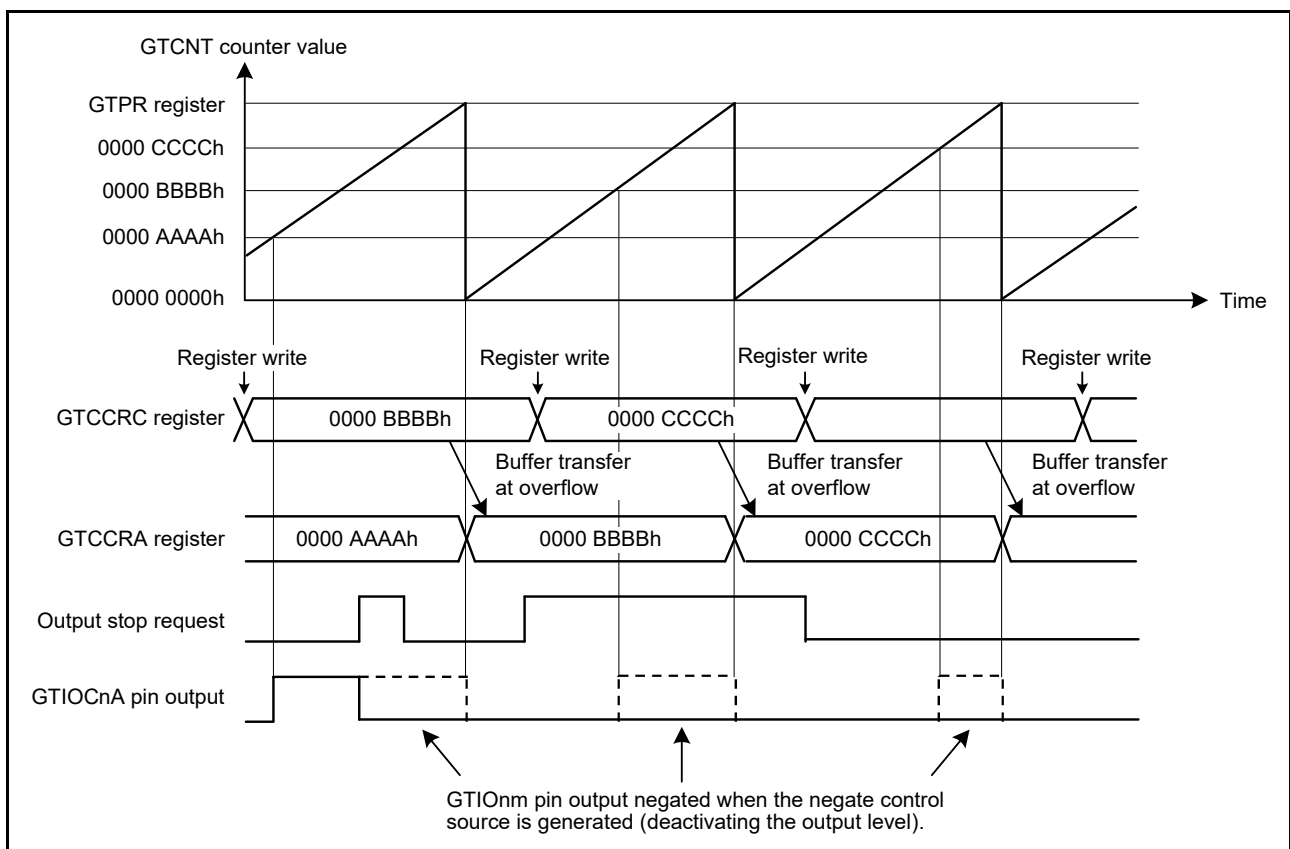 GTCNT counter value
GTPR register
0000 CCCCh
0000 BBBBh
0000 AAAAh
0000 0000h
Time
Register write
Register write
Register write
Register write
GTCCRC register
0000 BBBBh
0000 CCCCh
Buffer transfer
at overflow
Buffer transfer
at overflow
Buffer transfer
at overflow
GTCCRA register
0000 AAAAh
0000 BBBBh
0000 CCCCh
Output stop request
GTIOCnA pin output
GTIOnm pin output negated when the negate control
source is generated (deactivating the output level).